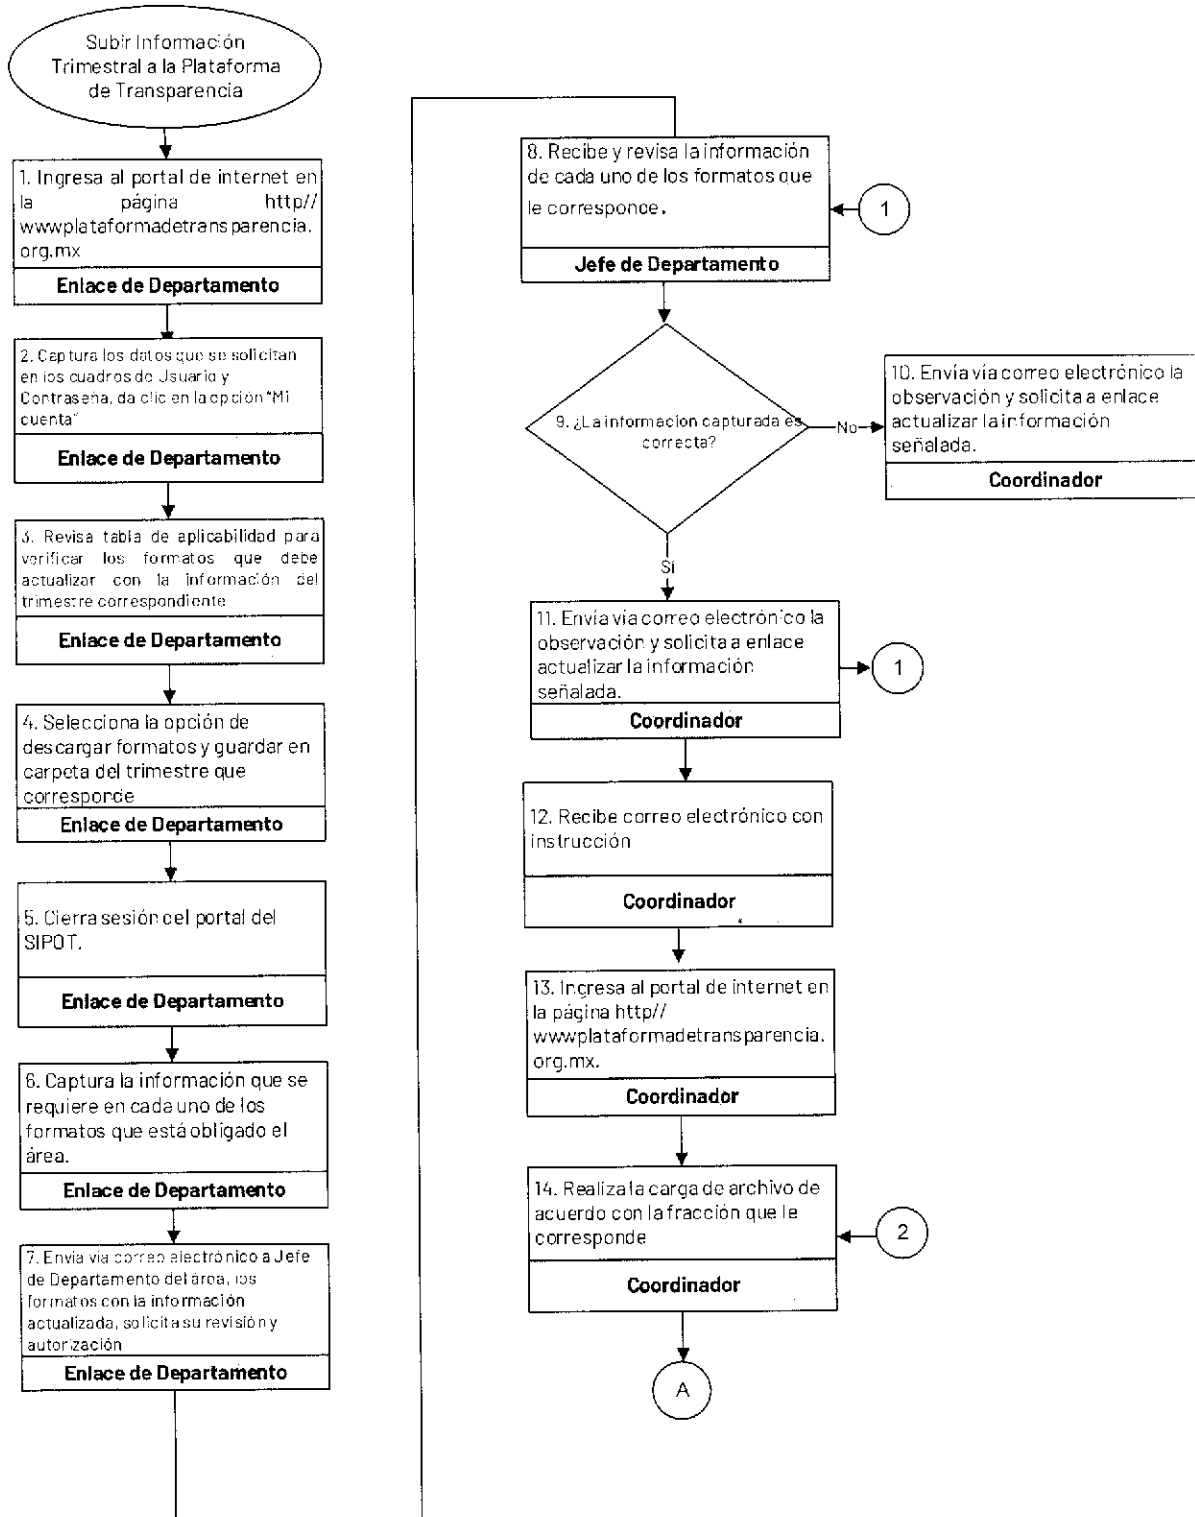 Subir Información
Trimestral a la Plataforma
de Transparencia
1. Ingresa al portal de internet en
la página http//
wwwplataformadetransparencia.
org.mx
Enlace de Departamento
2. Captura los datos que se solicitan
en los cuadros de Usuario y
Contraseña, da clic en la opción "Mi
cuenta"
Enlace de Departamento
3. Revisa tabla de aplicabilidad para
verificar los formatos que debe
actualizar con la información del
trimestre correspondiente
Enlace de Departamento
4. Selecciona la opción de
descargar formatos y guardar en
carpeta del trimestre que
corresponde
Enlace de Departamento
5. Cierra sesión del portal del
SIPOT.
Enlace de Departamento
6. Captura la información que se
requiere en cada uno de los
formatos que está obligado el
área.
Enlace de Departamento
7. Envía vía correo electrónico a Jefe
de Departamento del área, los
formatos con la información
actualizada, solicita su revisión y
autorización
Enlace de Departamento
8. Recibe y revisa la información
de cada uno de los formatos que
le corresponde.
Jefe de Departamento
1
9. ¿La información capturada es
correcta?
No
10. Envía vía correo electrónico la
observación y solicita a enlace
actualizar la información
señalada.
Coordinador
Sí
11. Envía vía correo electrónico la
observación y solicita a enlace
actualizar la información
señalada.
Coordinador
1
12. Recibe correo electrónico con
instrucción
Coordinador
13. Ingresa al portal de internet en
la página http//
wwwplataformadetransparencia.
org.mx.
Coordinador
14. Realiza la carga de archivo de
acuerdo con la fracción que le
corresponde
Coordinador
2
A